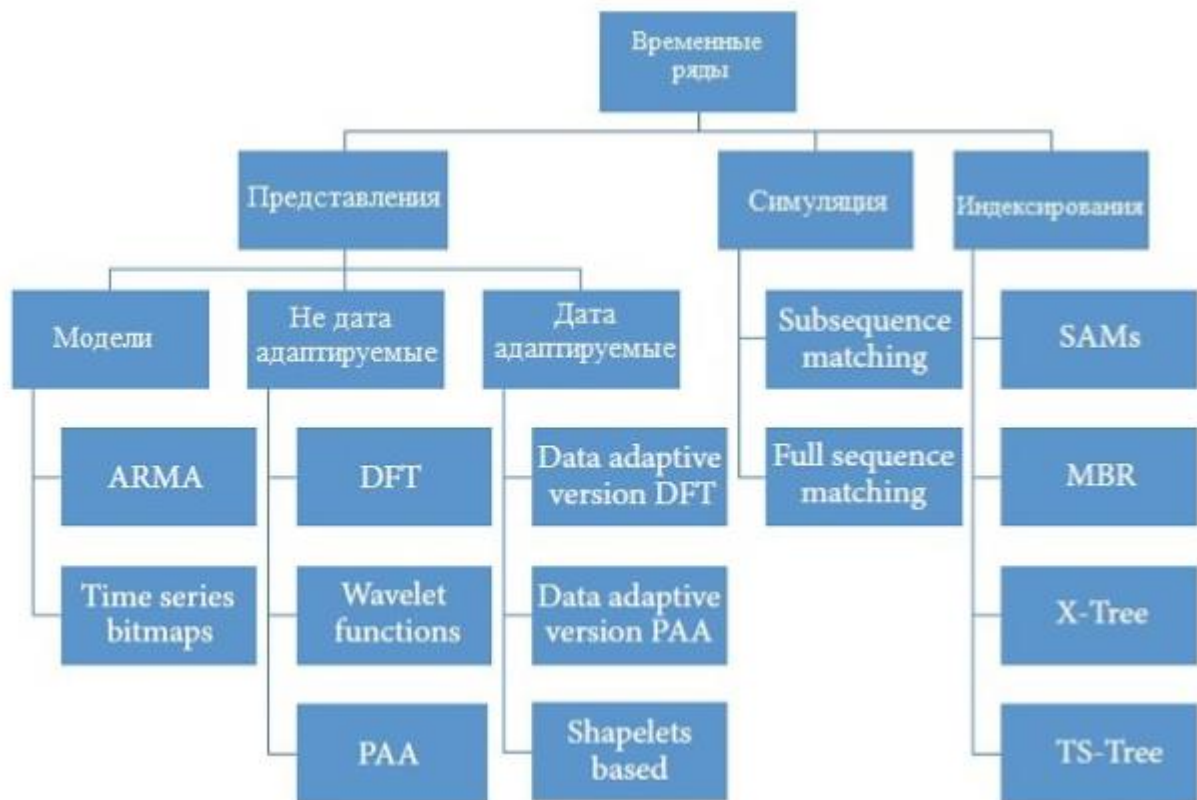 Временные
ряды
Представления
Симуляция
Индексирования
Модели
Не дата
адаптируемые
Дата
адаптируемые
Subsequence
matching
SAMs
ARMA
DFT
Data adaptive
version DFT
Full sequence
matching
MBR
Time series
bitmaps
Wavelet
functions
Data adaptive
version PAA
X-Tree
PAA
Shapelets
based
TS-Tree